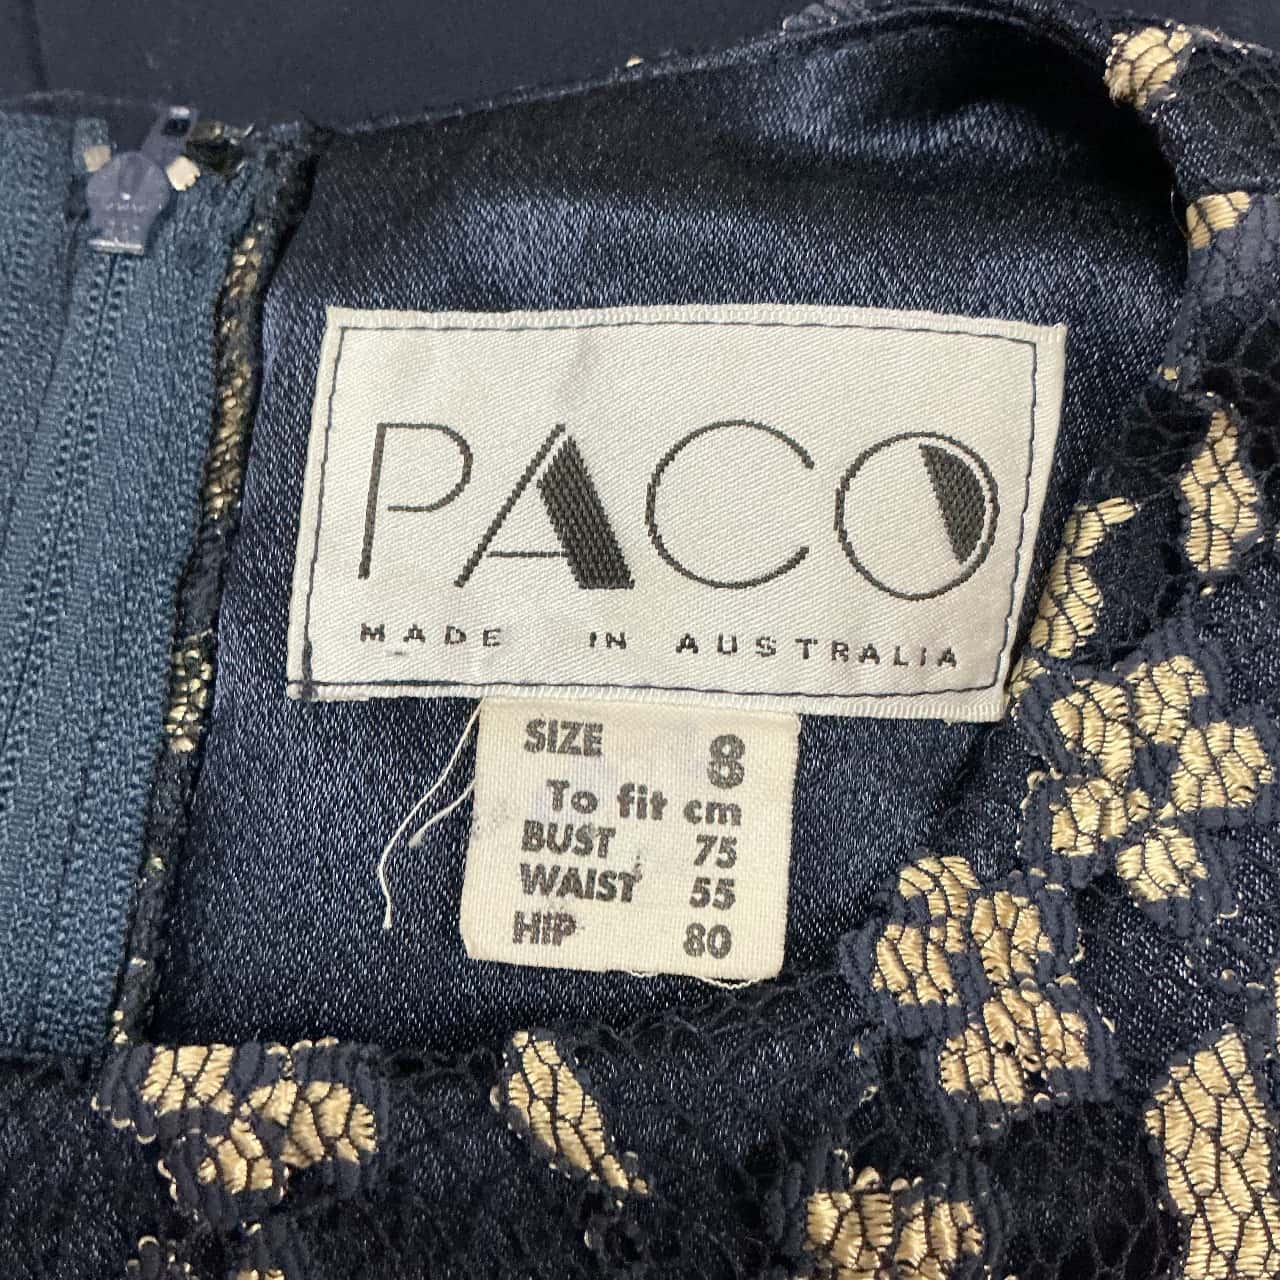 PACO
MADE IN AUSTRALIA
SIZE 8
To fit cm
BUST 75
WAIST 55
HIP 80